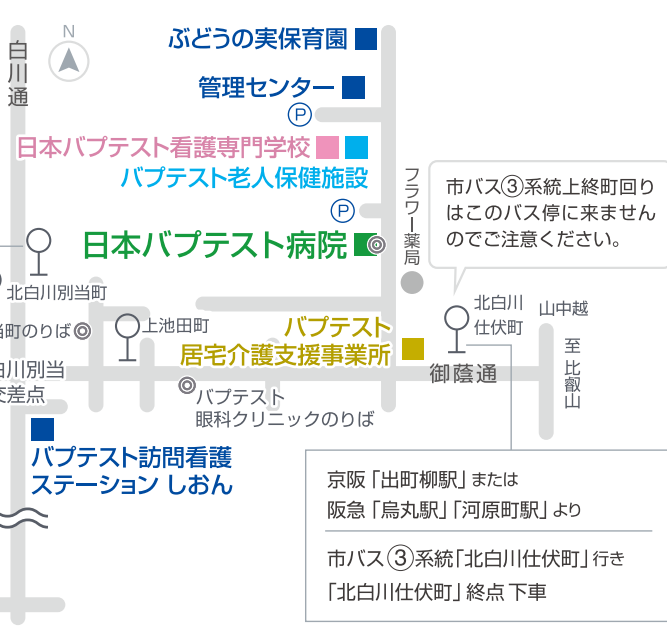 N
白川通
ぶどうの実保育園
管理センター
P
日本バプテスト看護専門学校
バプテスト老人保健施設
P
日本バプテスト病院
フラワー薬局
市バス③系統上終町回り
はこのバス停に来ません
のでご注意ください。
北白川別当町
当町のりば
上池田町
バプテスト
居宅介護支援事業所
北白川
仕伏町
山中越
至 比叡山
御蔭通
白川別当
交差点
バプテスト
眼科クリニックのりば
バプテスト訪問看護
ステーション しおん
京阪「出町柳駅」または
阪急「烏丸駅」「河原町駅」より
市バス③系統「北白川仕伏町」行き
「北白川仕伏町」終点 下車